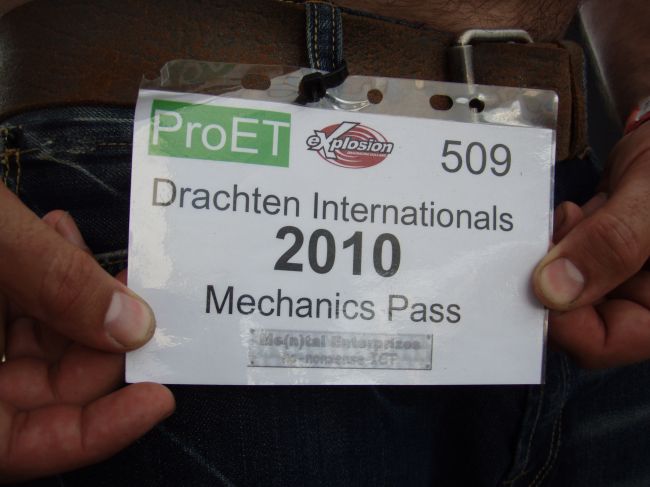 ProET
eXplosion
509
Drachten Internationals
2010
Mechanics Pass
Me(n)tal Enterprizes
no-nonsense ICT